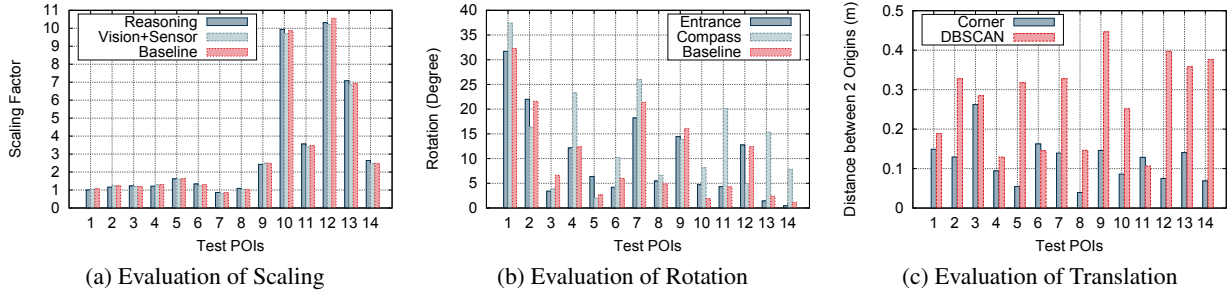 Scaling Factor
11
10
9
8
7
6
5
4
3
2
1
0
Reasoning
Vision+Sensor
Baseline
1 2 3 4 5 6 7 8 9 10 11 12 13 14
Test POIs
(a) Evaluation of Scaling
Rotation (Degree)
40
35
30
25
20
15
10
5
0
Entrance
Compass
Baseline
1 2 3 4 5 6 7 8 9 10 11 12 13 14
Test POIs
(b) Evaluation of Rotation
Distance between 2 Origins (m)
0.5
0.4
0.3
0.2
0.1
0
Corner
DBSCAN
1 2 3 4 5 6 7 8 9 10 11 12 13 14
Test POIs
(c) Evaluation of Translation